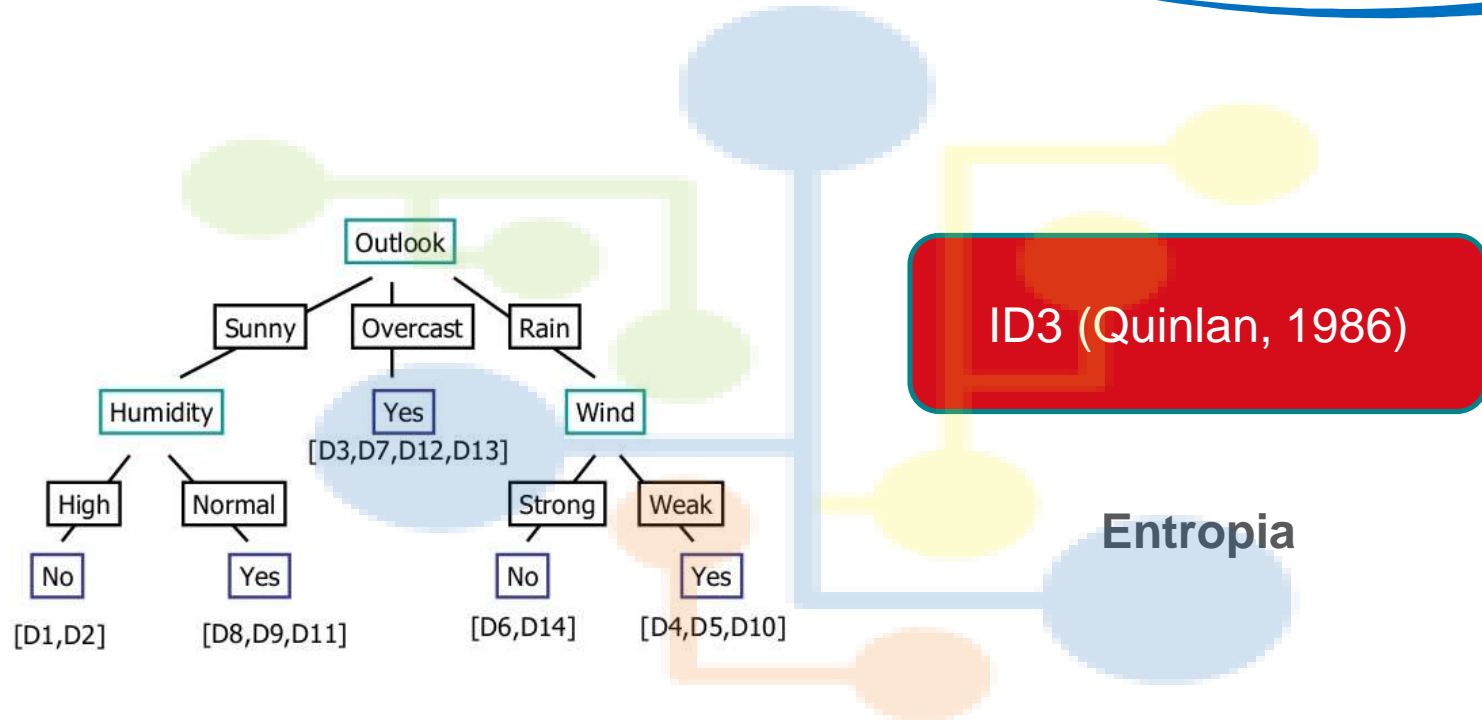 Outlook
Sunny
Overcast
Rain
Humidity
Yes
Wind
[D3,D7,D12,D13]
High
Normal
Strong
Weak
No
Yes
No
Yes
[D1,D2]
[D8,D9,D11]
[D6,D14]
[D4,D5,D10]
ID3 (Quinlan, 1986)
Entropia